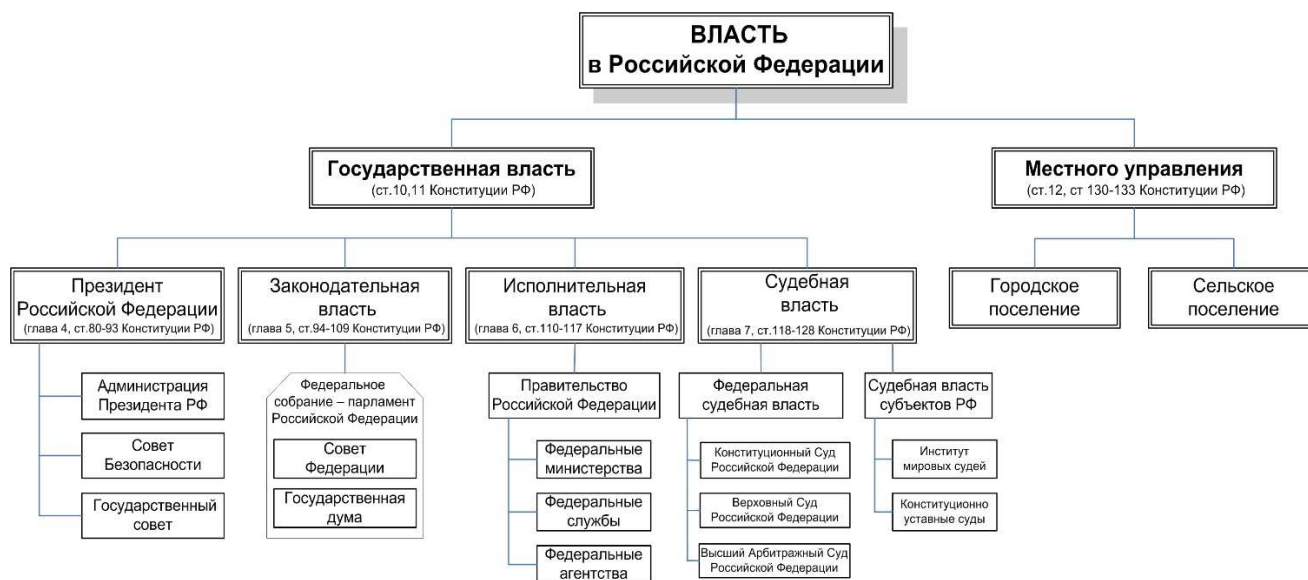 ВЛАСТЬ
в Российской Федерации
Государственная власть
(ст.10,11 Конституции РФ)
Местного управления
(ст.12, ст 130-133 Конституции РФ)
Президент
Российской Федерации
(глава 4, ст.80-93 Конституции РФ)
Законодательная
власть
(глава 5, ст.94-109 Конституции РФ)
Исполнительная
власть
(глава 6, ст.110-117 Конституции РФ)
Судебная
власть
(глава 7, ст.118-128 Конституции РФ)
Городское
поселение
Сельское
поселение
Администрация
Президента РФ
Совет
Безопасности
Государственный
совет
Федеральное
собрание – парламент
Российской Федерации
Совет
Федерации
Государственная
дума
Правительство
Российской Федерации
Федеральные
министерства
Федеральные
службы
Федеральные
агентства
Федеральная
судебная власть
Конституционный Суд
Российской Федерации
Верховный Суд
Российской Федерации
Высший Арбитражный Суд
Российской Федерации
Судебная власть
субъектов РФ
Институт
мировых судей
Конституционно
уставные суды